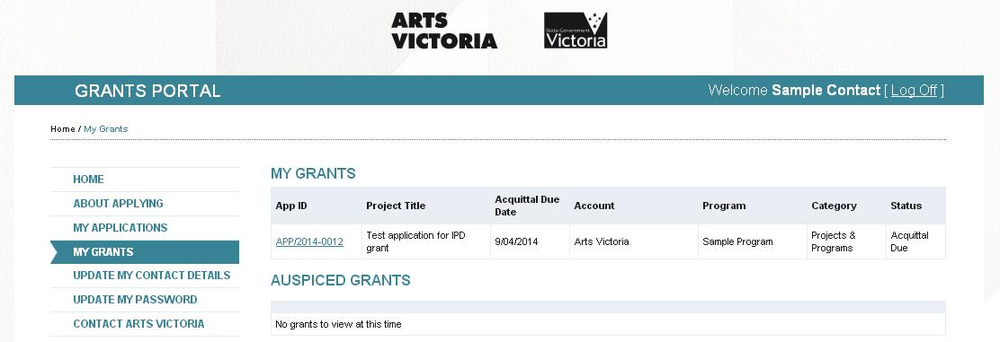 ARTS
VICTORIA
State Government
Victoria
GRANTS PORTAL
Welcome Sample Contact [ Log Off ]
Home / My Grants
HOME
ABOUT APPLYING
MY APPLICATIONS
MY GRANTS
UPDATE MY CONTACT DETAILS
UPDATE MY PASSWORD
CONTACT ARTS VICTORIA
MY GRANTS
App ID Project Title Acquittal Due Date Account Program Category Status
APP/2014-0012 Test application for IPD grant 9/04/2014 Arts Victoria Sample Program Projects & Programs Acquittal Due
AUSPICED GRANTS
No grants to view at this time